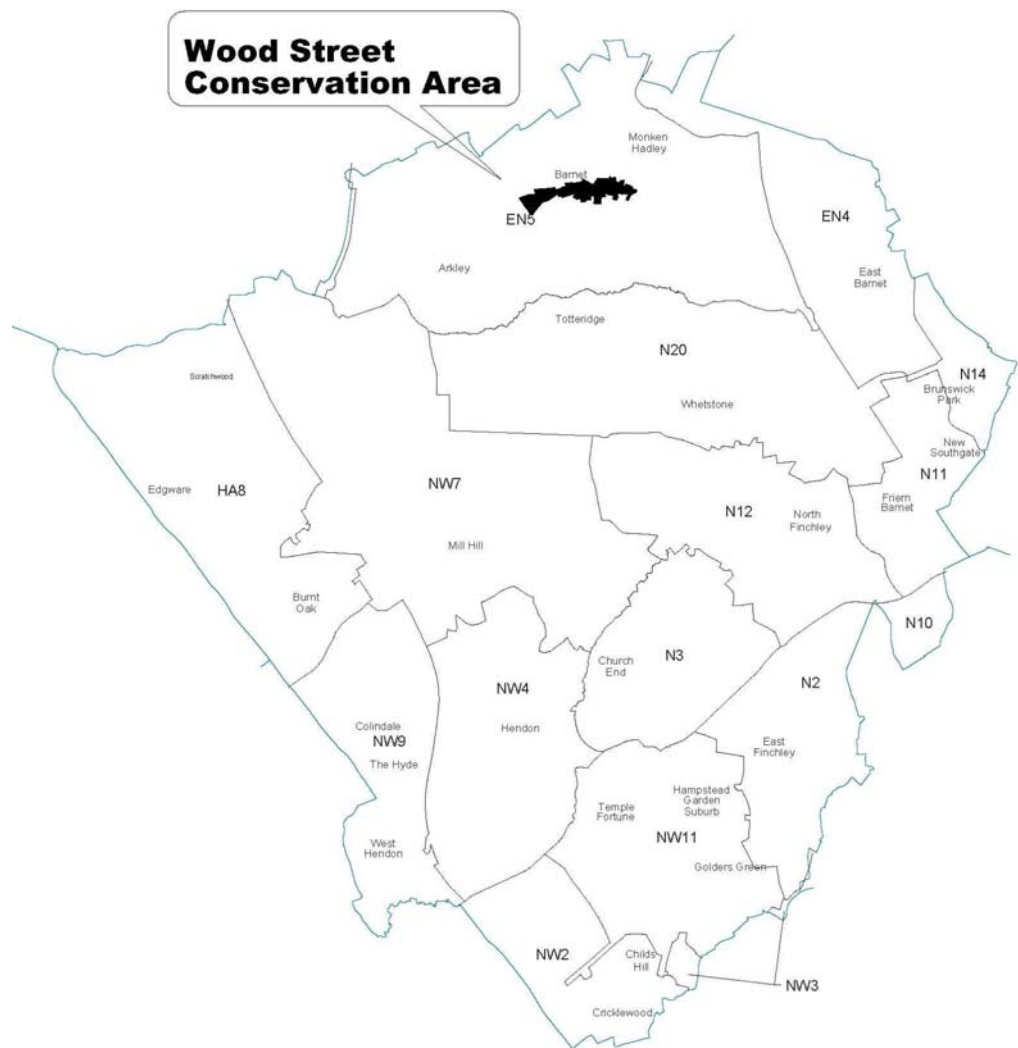 Wood Street
Conservation Area
Monken
Hadley
Barnet
EN5
EN4
Arkley
East
Barnet
Totteridge
N20
Scratchwood
N14
Brunswick
Park
Whetstone
New
Southgate
N11
Edgware
HA8
NW7
N12
North
Finchley
Friern
Barnet
Mill Hill
Burnt
Oak
N10
Church
End
N3
N2
NW4
Colindale
Hendon
NW9
East
Finchley
The Hyde
Hampstead
Garden
Suburb
Temple
Fortune
NW11
West
Hendon
Golders Green
NW2
Childs
Hill
NW3
Cricklewood